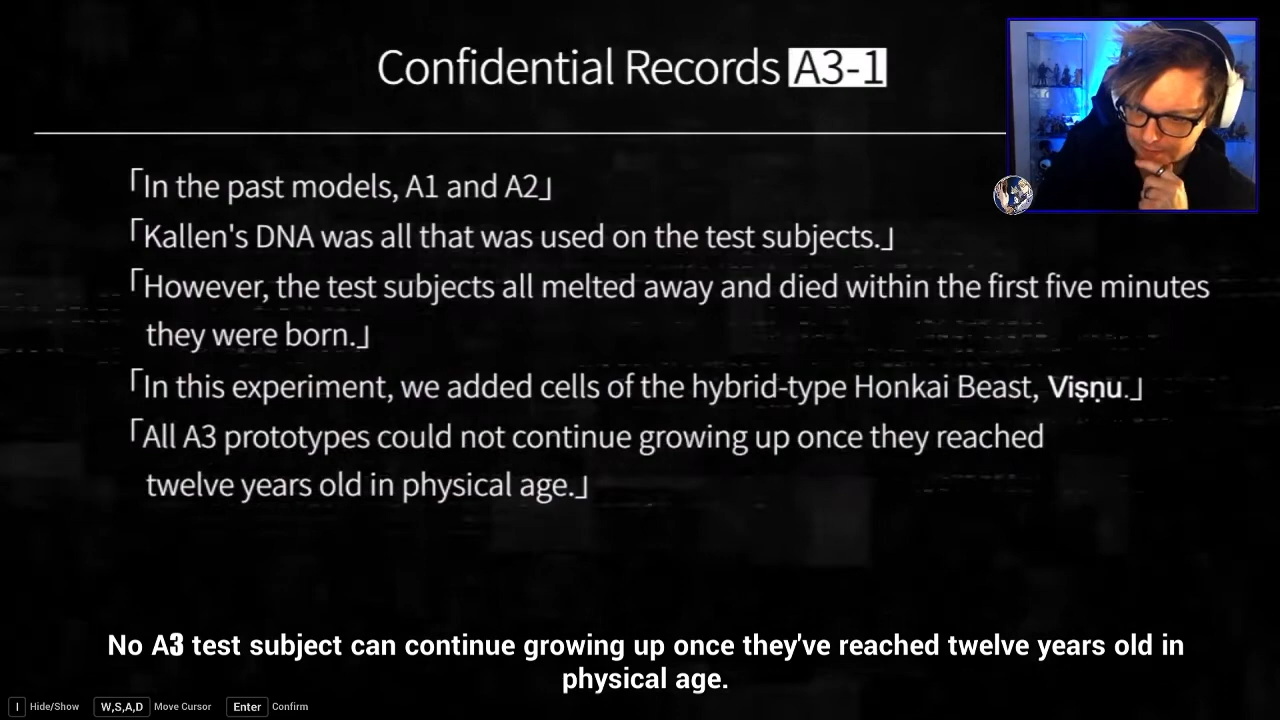 Confidential Records A3-1
「In the past models, A1 and A2」
「Kallen's DNA was all that was used on the test subjects.」
「However, the test subjects all melted away and died within the first five minutes
they were born.」
「In this experiment, we added cells of the hybrid-type Honkai Beast, Viṣṇu.」
「All A3 prototypes could not continue growing up once they reached
twelve years old in physical age.」
No A3 test subject can continue growing up once they've reached twelve years old in
physical age.
I Hide/Show W,S,A,D Move Cursor Enter Confirm